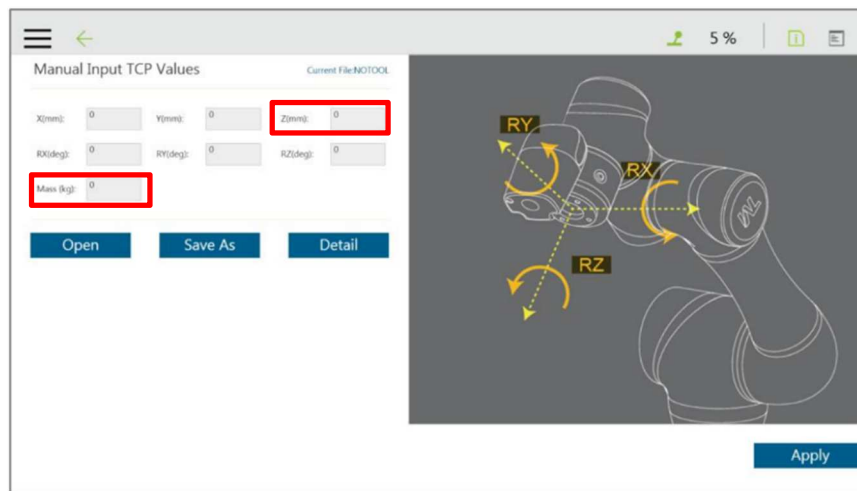 5 %
Manual Input TCP Values
Current File:NOTOOL
X(mm): 0 Y(mm): 0 Z(mm): 0
RX(deg): 0 RY(deg): 0 RZ(deg): 0
Mass (kg): 0
Open Save As Detail
RY
RX
RZ
TM
Apply